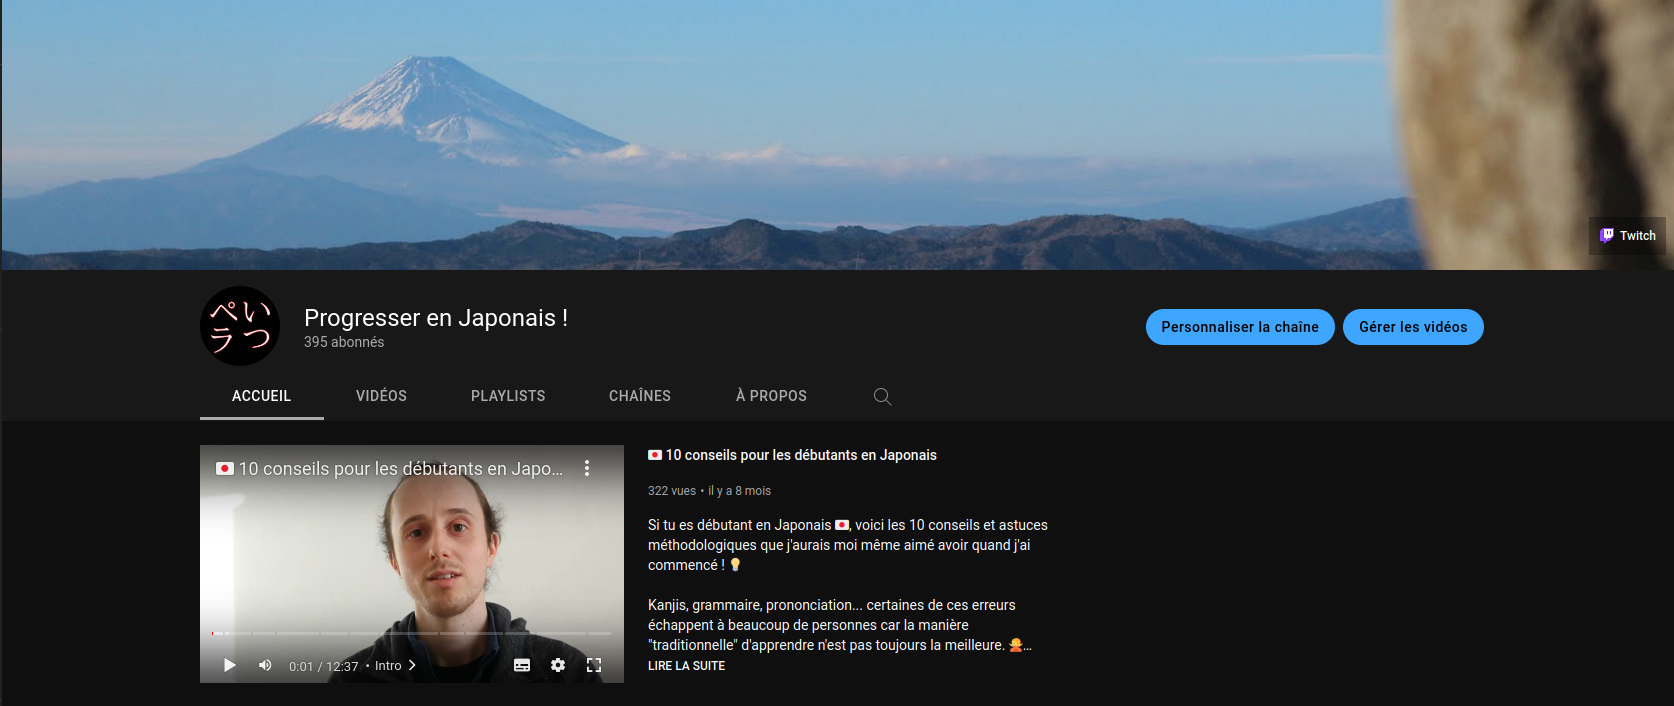 Twitch
ぺい
ラつ
Progresser en Japonais !
395 abonnés
Personnaliser la chaîne
Gérer les vidéos
ACCUEIL
VIDÉOS
PLAYLISTS
CHAÎNES
À PROPOS
🇯🇵 10 conseils pour les débutants en Japo...
0:01 / 12:37 • Intro >
🇯🇵 10 conseils pour les débutants en Japonais
322 vues • il y a 8 mois
Si tu es débutant en Japonais 🇯🇵, voici les 10 conseils et astuces
méthodologiques que j'aurais moi même aimé avoir quand j'ai
commencé ! 💡
Kanjis, grammaire, prononciation... certaines de ces erreurs
échappent à beaucoup de personnes car la manière
"traditionnelle" d'apprendre n'est pas toujours la meilleure. 🙅...
LIRE LA SUITE